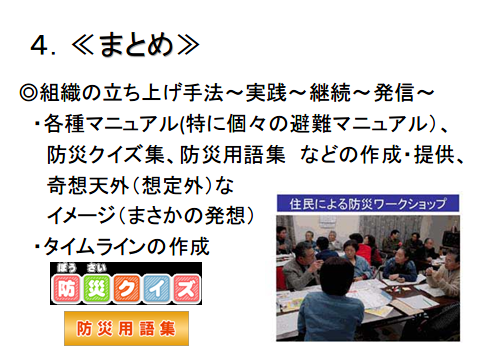 ４．≪まとめ≫
◎組織の立ち上げ手法～実践～継続～発信～
・各種マニュアル(特に個々の避難マニュアル）、
防災クイズ集、防災用語集　などの作成・提供、
奇想天外（想定外）な
イメージ（まさかの発想）
・タイムラインの作成
住民による防災ワークショップ
ぼう さい
防災クイズ
防災用語集